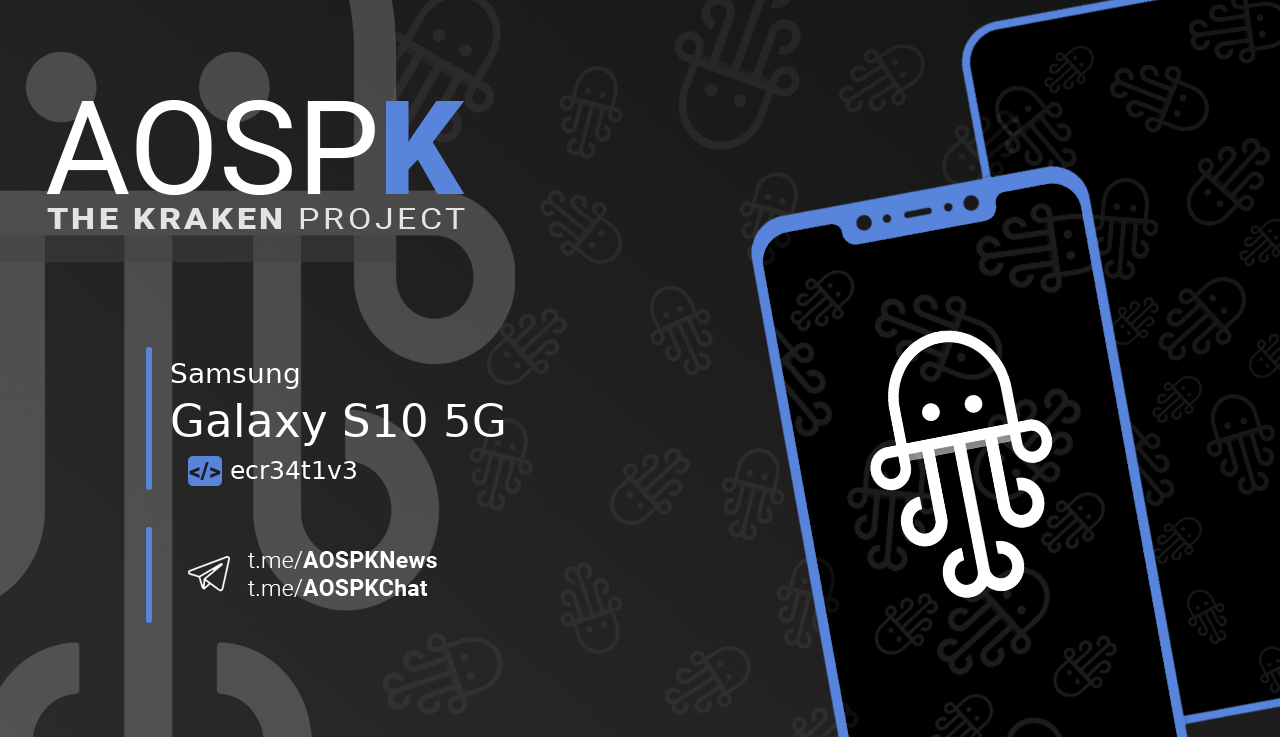 AOSPK
THE KRAKEN PROJECT
Samsung
Galaxy S10 5G
</> ecr34t1v3
t.me/AOSPKNews
t.me/AOSPKChat